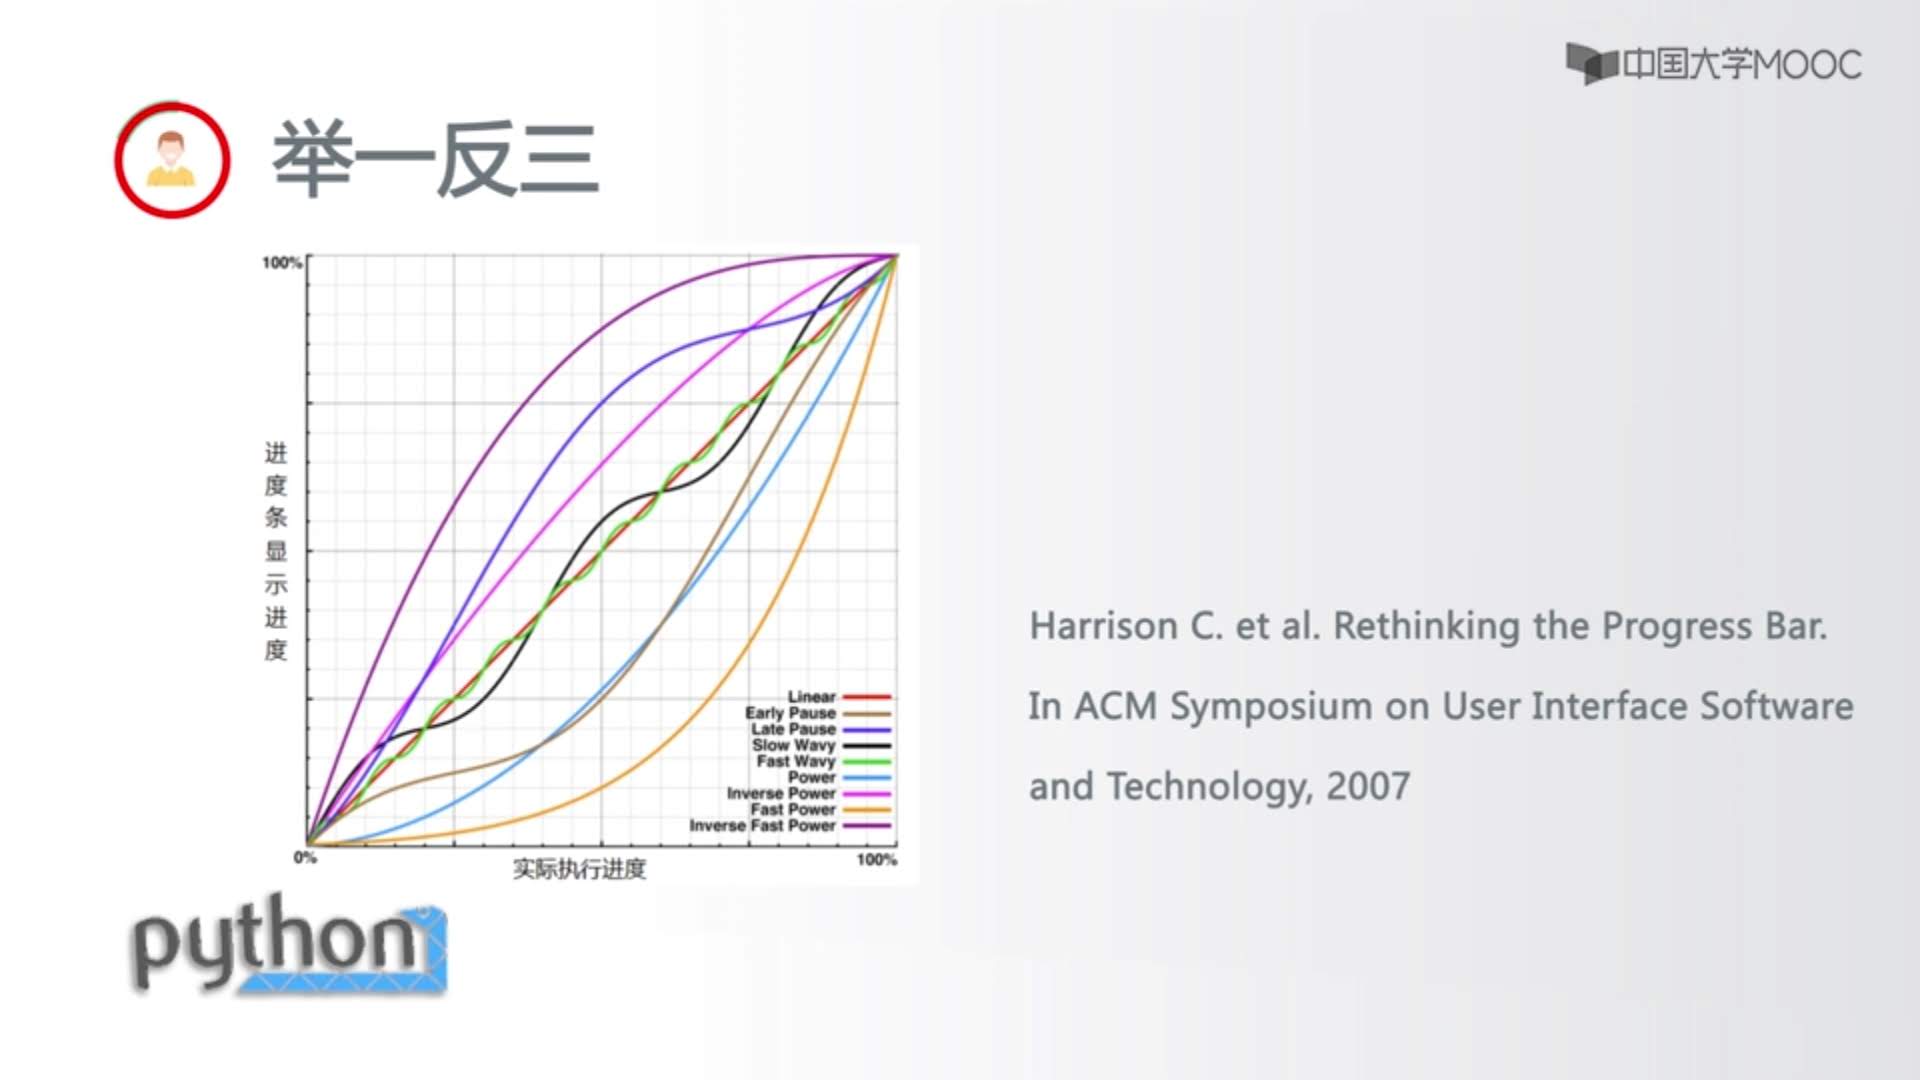 中国大学MOOC
举一反三
100%
进度条显示进度
Linear
Early Pause
Late Pause
Slow Wavy
Fast Wavy
Power
Inverse Power
Fast Power
Inverse Fast Power
0%
100%
实际执行进度
Harrison C. et al. Rethinking the Progress Bar.
In ACM Symposium on User Interface Software
and Technology, 2007
python